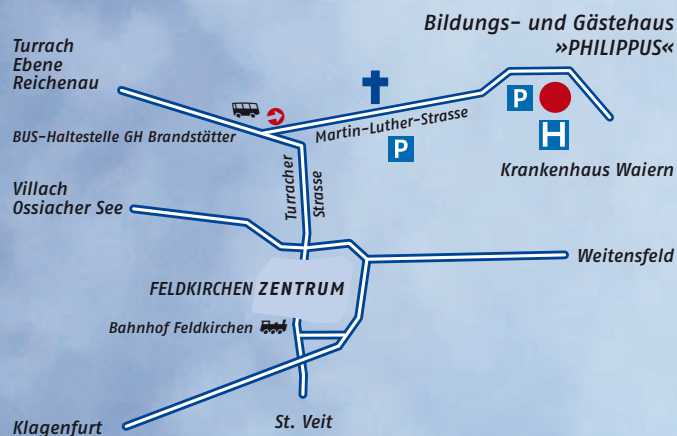 Bildungs- und Gästehaus
»PHILIPPUS«
Turrach
Ebene
Reichenau
P
Martin-Luther-Strasse
BUS-Haltestelle GH Brandstätter
P
H
Krankenhaus Waiern
Turracher
Strasse
Villach
Ossiacher See
Weitensfeld
FELDKIRCHEN ZENTRUM
Bahnhof Feldkirchen
Klagenfurt
St. Veit